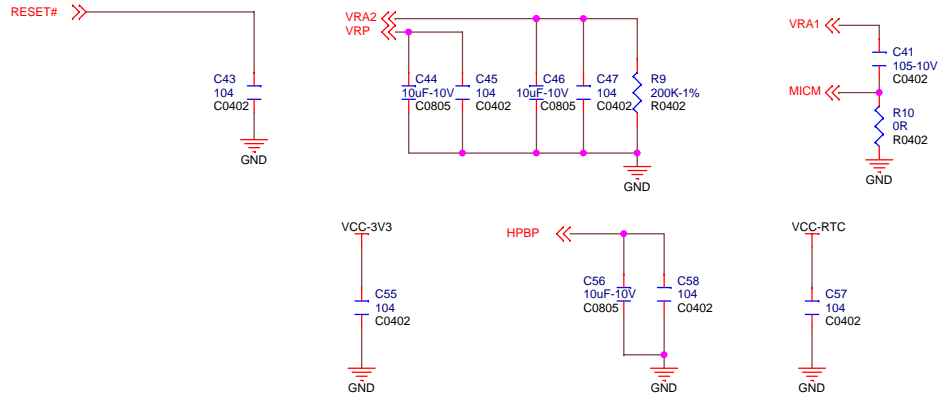 RESET#
C43
104
C0402
GND
VRA2
VRP
C44
10uF-10V
C0805
C45
104
C0402
C46
10uF-10V
C0805
C47
104
C0402
R9
200K-1%
R0402
GND
VRA1
C41
105-10V
C0402
MICM
R10
0R
R0402
GND
VCC-3V3
C55
104
C0402
GND
HPBP
C56
10uF-10V
C0805
C58
104
C0402
GND
VCC-RTC
C57
104
C0402
GND